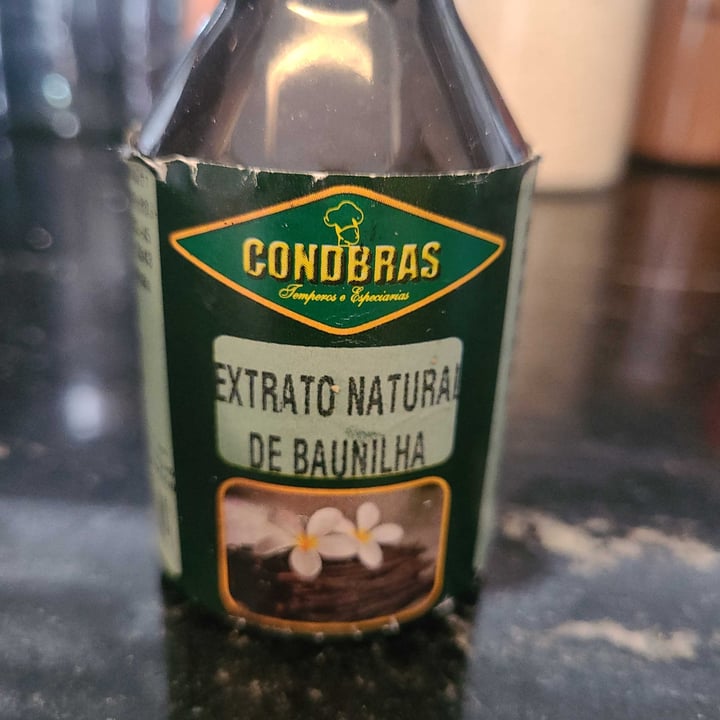 CONDBRAS
Temperos e Especiarias
EXTRATO NATURAL
DE BAUNILHA